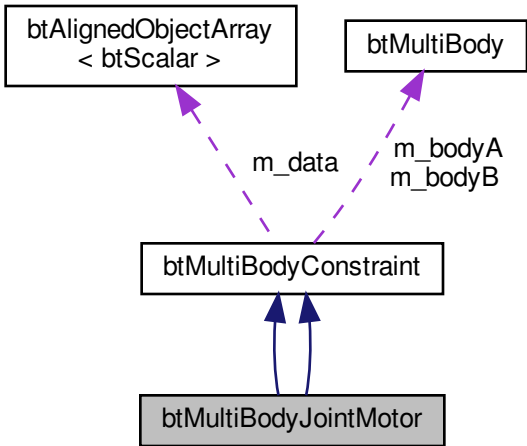 btAlignedObjectArray
< btScalar >
btMultiBody
m_data
m_bodyA
m_bodyB
btMultiBodyConstraint
btMultiBodyJointMotor